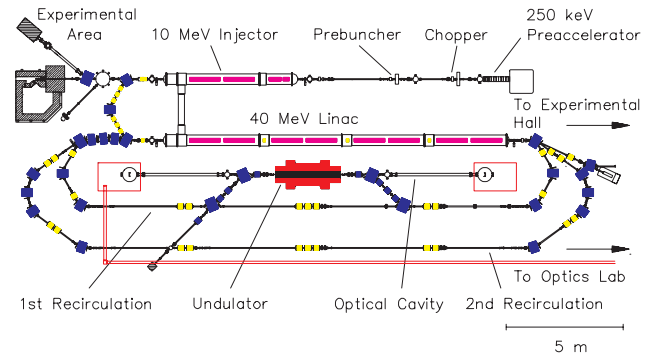 Experimental
Area
10 MeV Injector
Prebuncher
Chopper
250 keV
Preaccelerator
To Experimental
Hall
40 MeV Linac
To Optics Lab
1st Recirculation
Undulator
Optical Cavity
2nd Recirculation
5 m